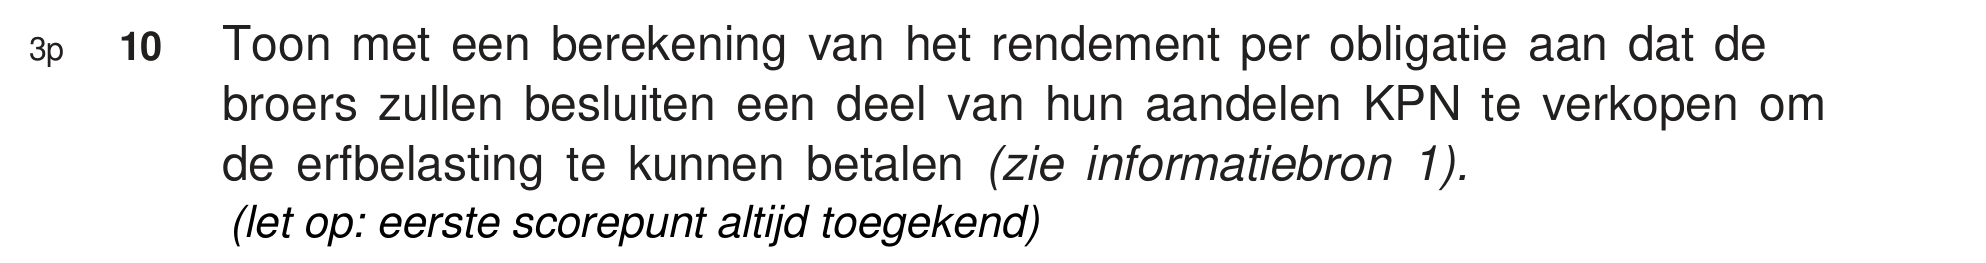 3p 10 Toon met een berekening van het rendement per obligatie aan dat de
broers zullen besluiten een deel van hun aandelen KPN te verkopen om
de erfbelasting te kunnen betalen (zie informatiebron 1).
(let op: eerste scorepunt altijd toegekend)